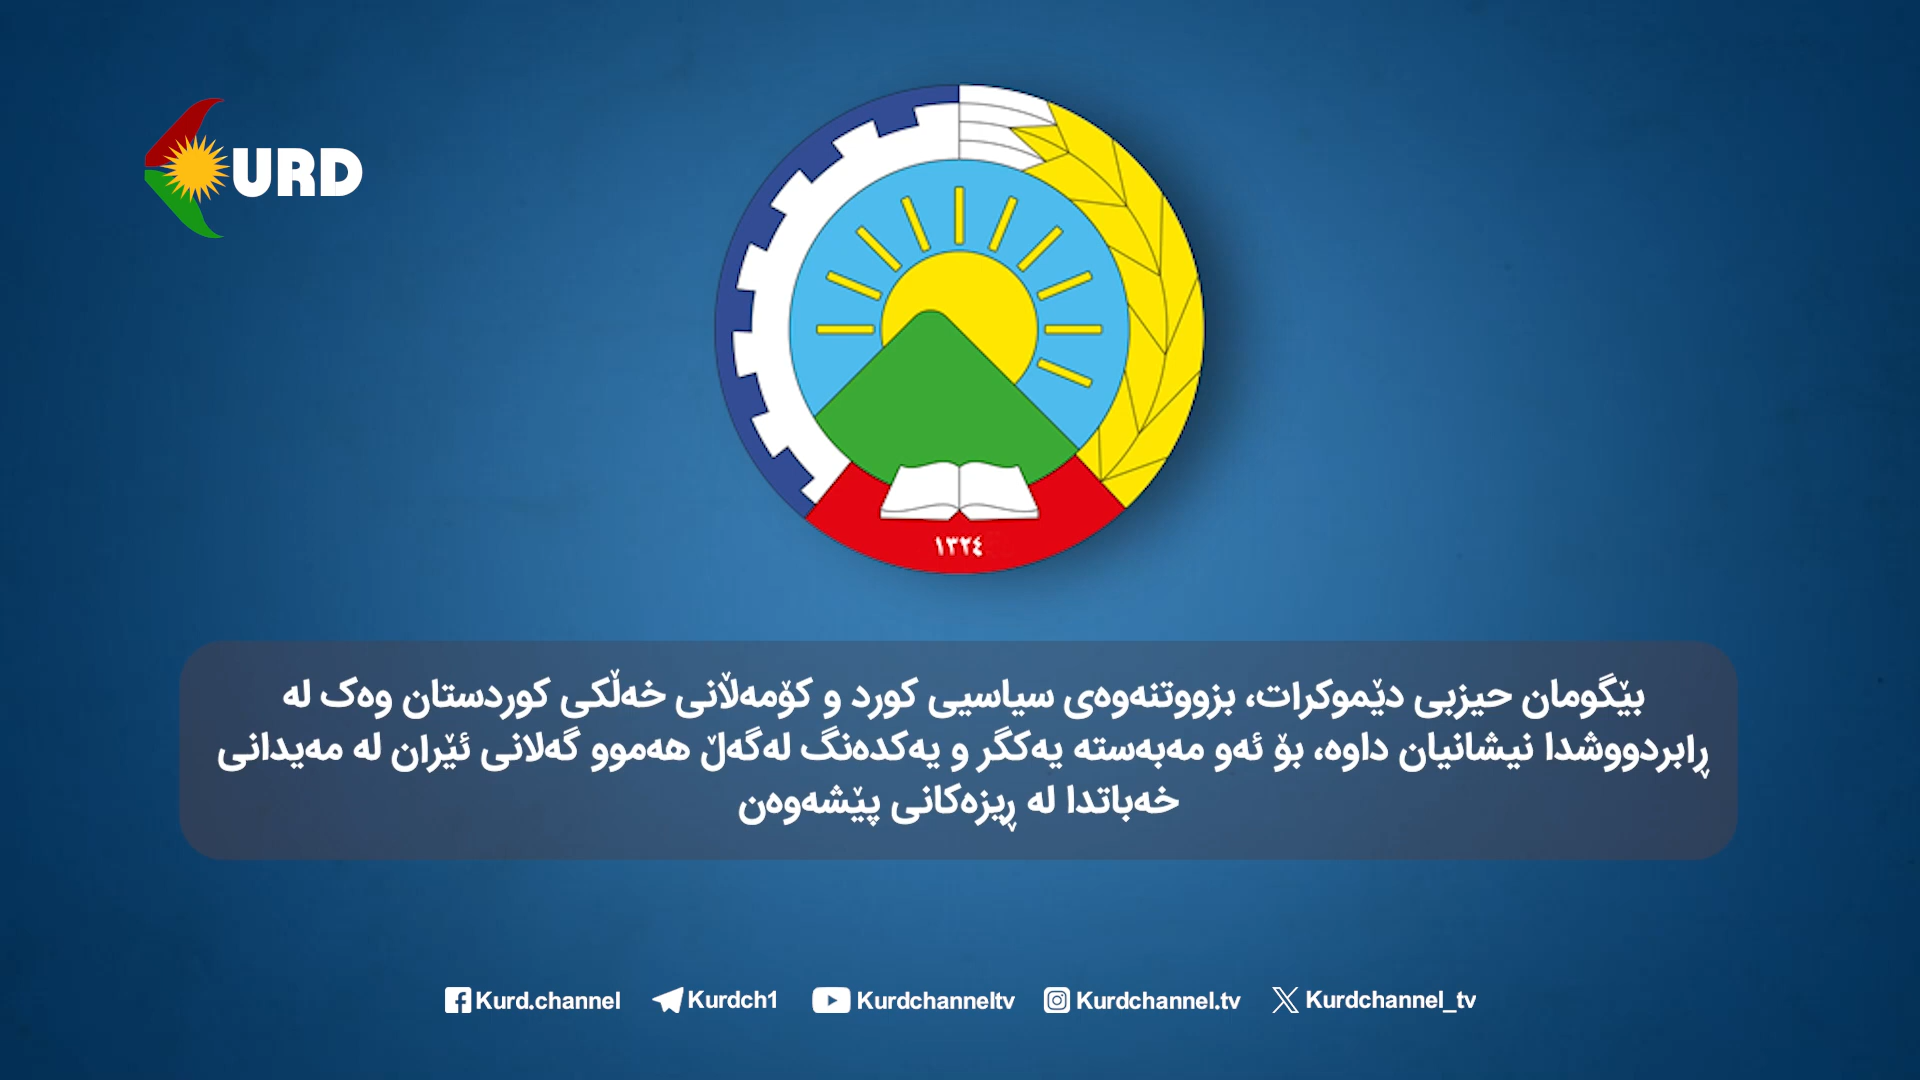 URD
١٣٢٤
بێگومان حیزبی دێموکرات، بزووتنەوەی سیاسیی کورد و کۆمەڵانی خەڵکی کوردستان وەک لە
ڕابردووشدا نیشانیان داوە، بۆ ئەو مەبەستە یەکگر و یەکدەنگ لەگەڵ هەموو گەلانی ئێران لە مەیدانی
خەباتدا لە ڕیزەکانی پێشەوەن
Kurd.channel Kurdch1 Kurdchanneltv Kurdchannel.tv Kurdchannel_tv